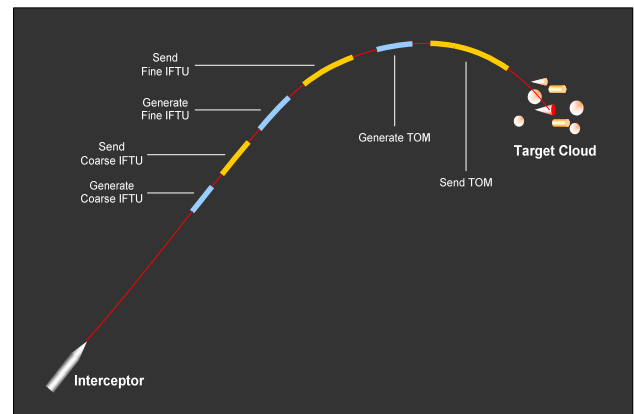 Send
Fine IFTU
Generate
Fine IFTU
Send
Coarse IFTU
Generate
Coarse IFTU
Generate TOM
Send TOM
Target Cloud
Interceptor